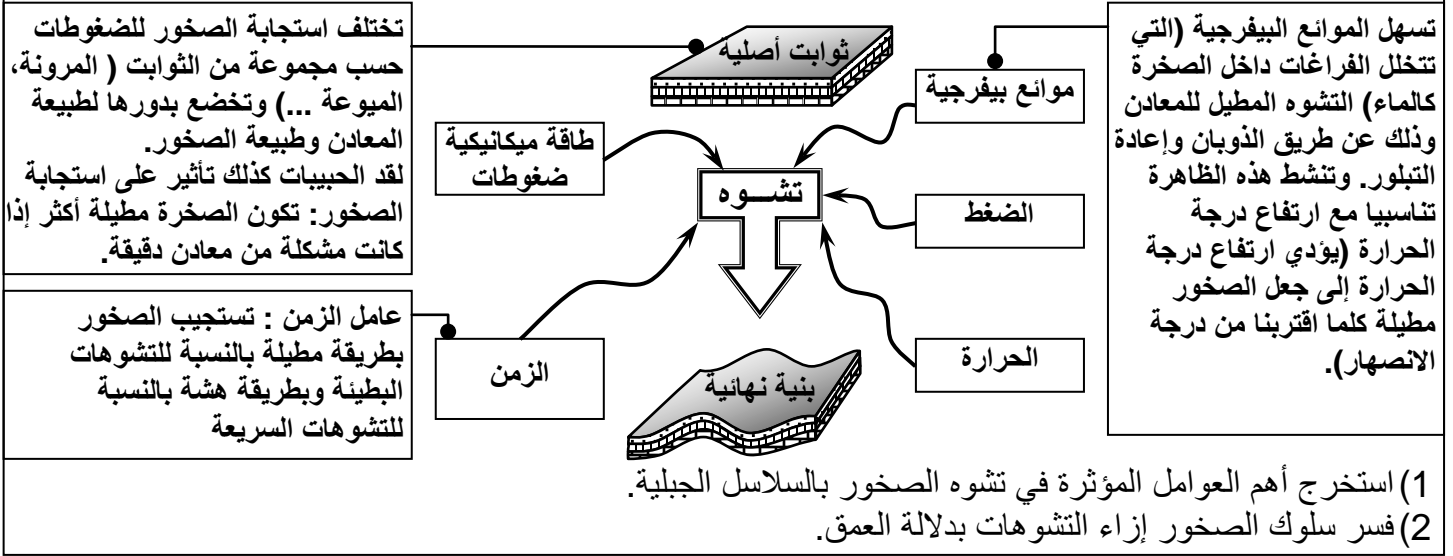 تسهل الموائع البيفرجية (التي
تتخلل الفراغات داخل الصخرة
كالماء) التشوه المطيل للمعادن
وذلك عن طريق الذوبان وإعادة
التبلور. وتنشط هذه الظاهرة
تناسبيا مع ارتفاع درجة
الحرارة (يؤدي ارتفاع درجة
الحرارة إلى جعل الصخور
مطيلة كلما اقتربنا من درجة
الانصهار).
موائع بيفرجية
الضغط
الحرارة
ثوابت أصلية
تشـــوه
بنية نهائية
طاقة ميكانيكية
ضغوطات
الزمن
تختلف استجابة الصخور للضغوطات
حسب مجموعة من الثوابت ( المرونة،
الميوعة ...) وتخضع بدورها لطبيعة
المعادن وطبيعة الصخور.
لقد الحبيبات كذلك تأثير على استجابة
الصخور: تكون الصخرة مطيلة أكثر إذا
كانت مشكلة من معادن دقيقة.
عامل الزمن : تستجيب الصخور
بطريقة مطيلة بالنسبة للتشوهات
البطيئة وبطريقة هشة بالنسبة
للتشوهات السريعة
1) استخرج أهم العوامل المؤثرة في تشوه الصخور بالسلاسل الجبلية.
2) فسر سلوك الصخور إزاء التشوهات بدلالة العمق.